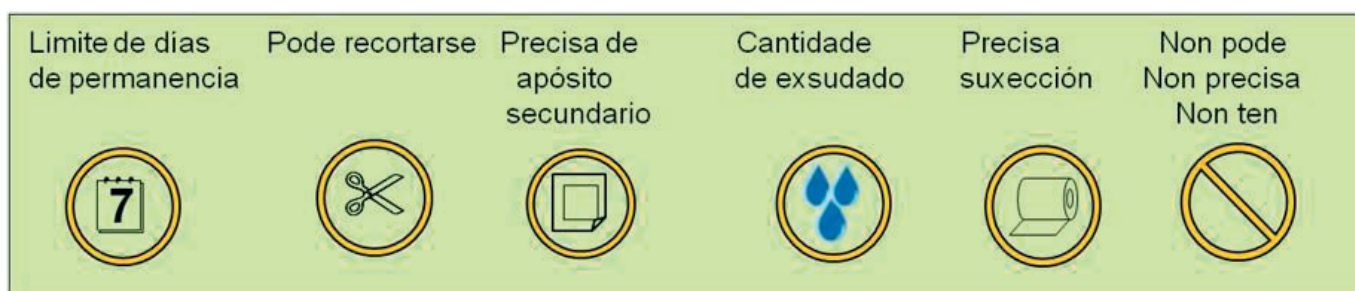 Limite de días
de permanencia
Pode recortarse
Precisa de
apósito
secundario
Cantidade
de exsudado
Precisa
suxección
Non pode
Non precisa
Non ten
7